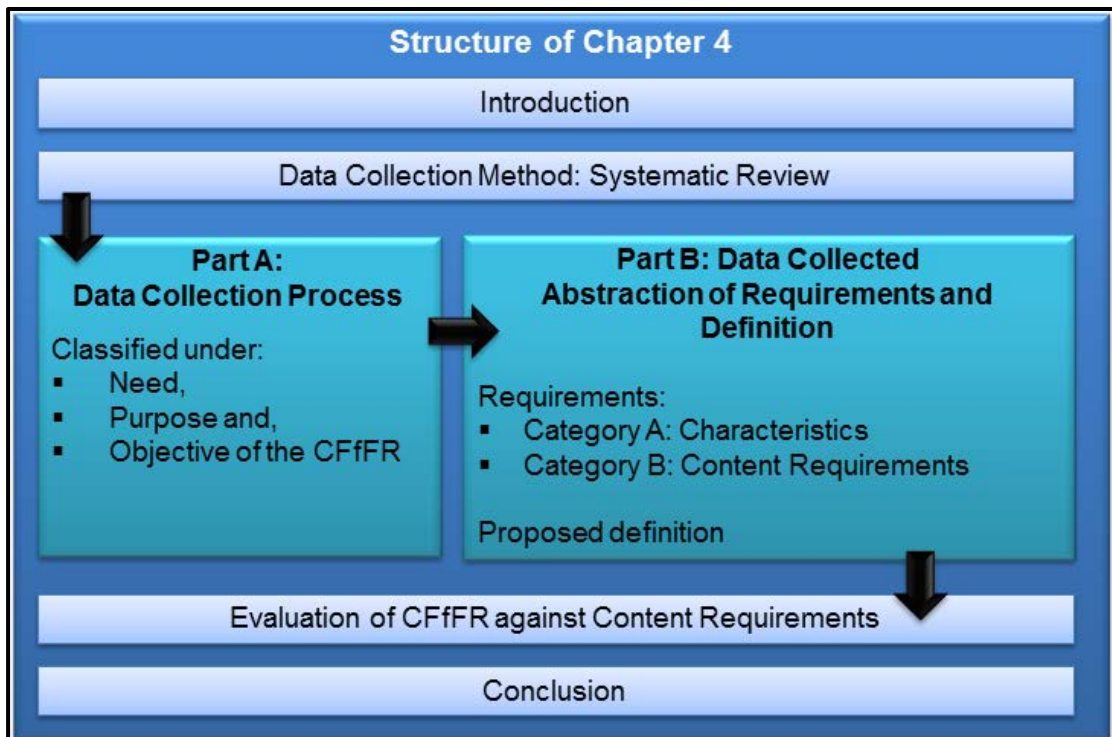 Structure of Chapter 4
Introduction
Data Collection Method: Systematic Review
Part A:
Data Collection Process
Classified under:
▪ Need,
▪ Purpose and,
▪ Objective of the CFfFR
Part B: Data Collected
Abstraction of Requirements and
Definition
Requirements:
▪ Category A: Characteristics
▪ Category B: Content Requirements
Proposed definition
Evaluation of CFfFR against Content Requirements
Conclusion